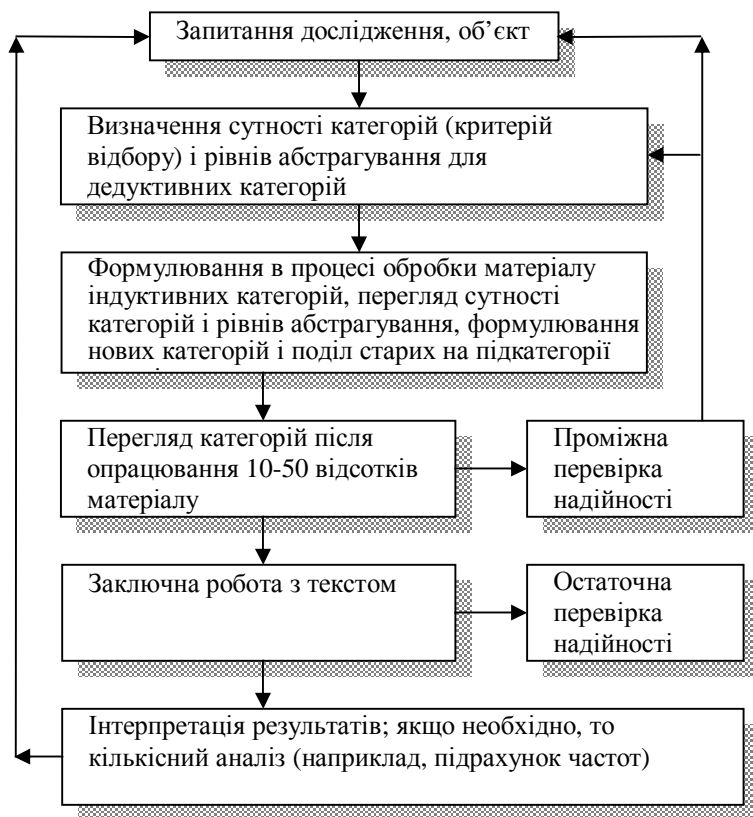 Запитання дослідження, об’єкт
Визначення сутності категорій (критерій
відбору) і рівнів абстрагування для
дедуктивних категорій
Формулювання в процесі обробки матеріалу
індуктивних категорій, перегляд сутності
категорій і рівнів абстрагування, формулювання
нових категорій і поділ старих на підкатегорії
Перегляд категорій після
опрацювання 10-50 відсотків
матеріалу
Проміжна
перевірка
надійності
Заключна робота з текстом
Остаточна
перевірка
надійності
Інтерпретація результатів; якщо необхідно, то
кількісний аналіз (наприклад, підрахунок частот)